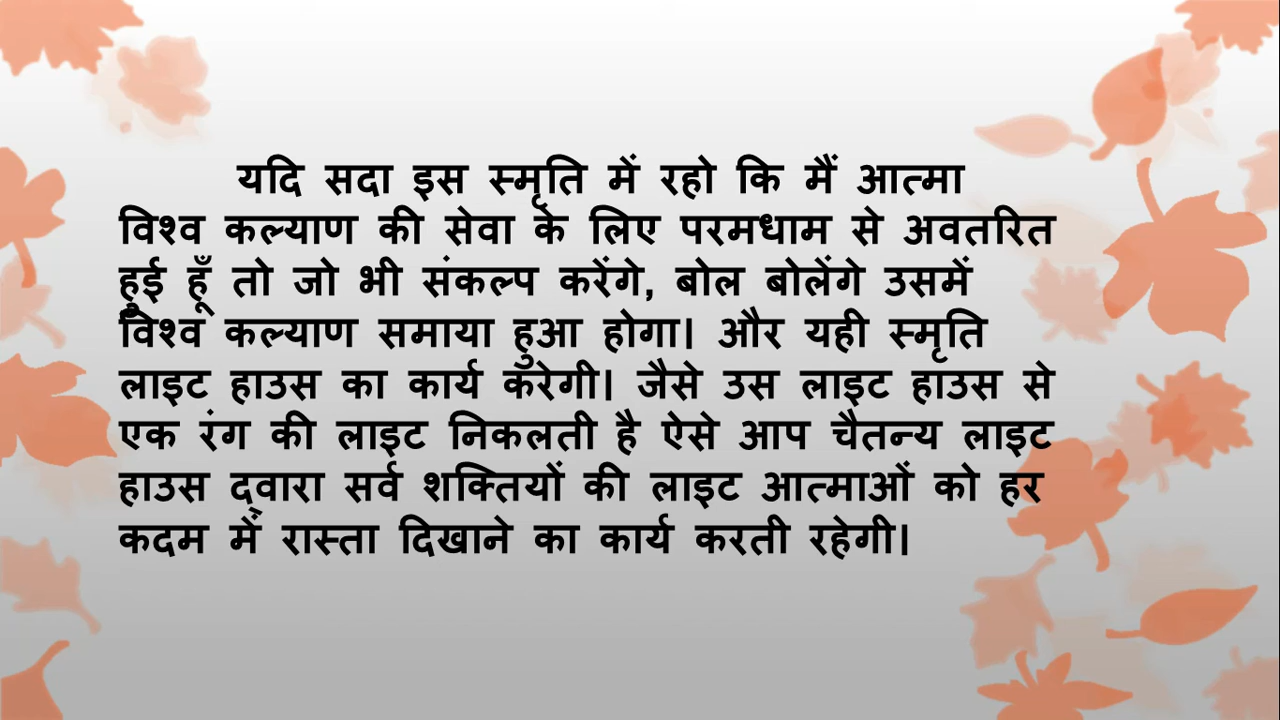 यदि सदा इस स्मृति में रहो कि मैं आत्मा
विश्व कल्याण की सेवा के लिए परमधाम से अवतरित
हुई हूँ तो जो भी संकल्प करेंगे, बोल बोलेंगे उसमें
विश्व कल्याण समाया हुआ होगा। और यही स्मृति
लाइट हाउस का कार्य करेगी। जैसे उस लाइट हाउस से
एक रंग की लाइट निकलती है ऐसे आप चैतन्य लाइट
हाउस द्वारा सर्व शक्तियों की लाइट आत्माओं को हर
कदम में रास्ता दिखाने का कार्य करती रहेगी।